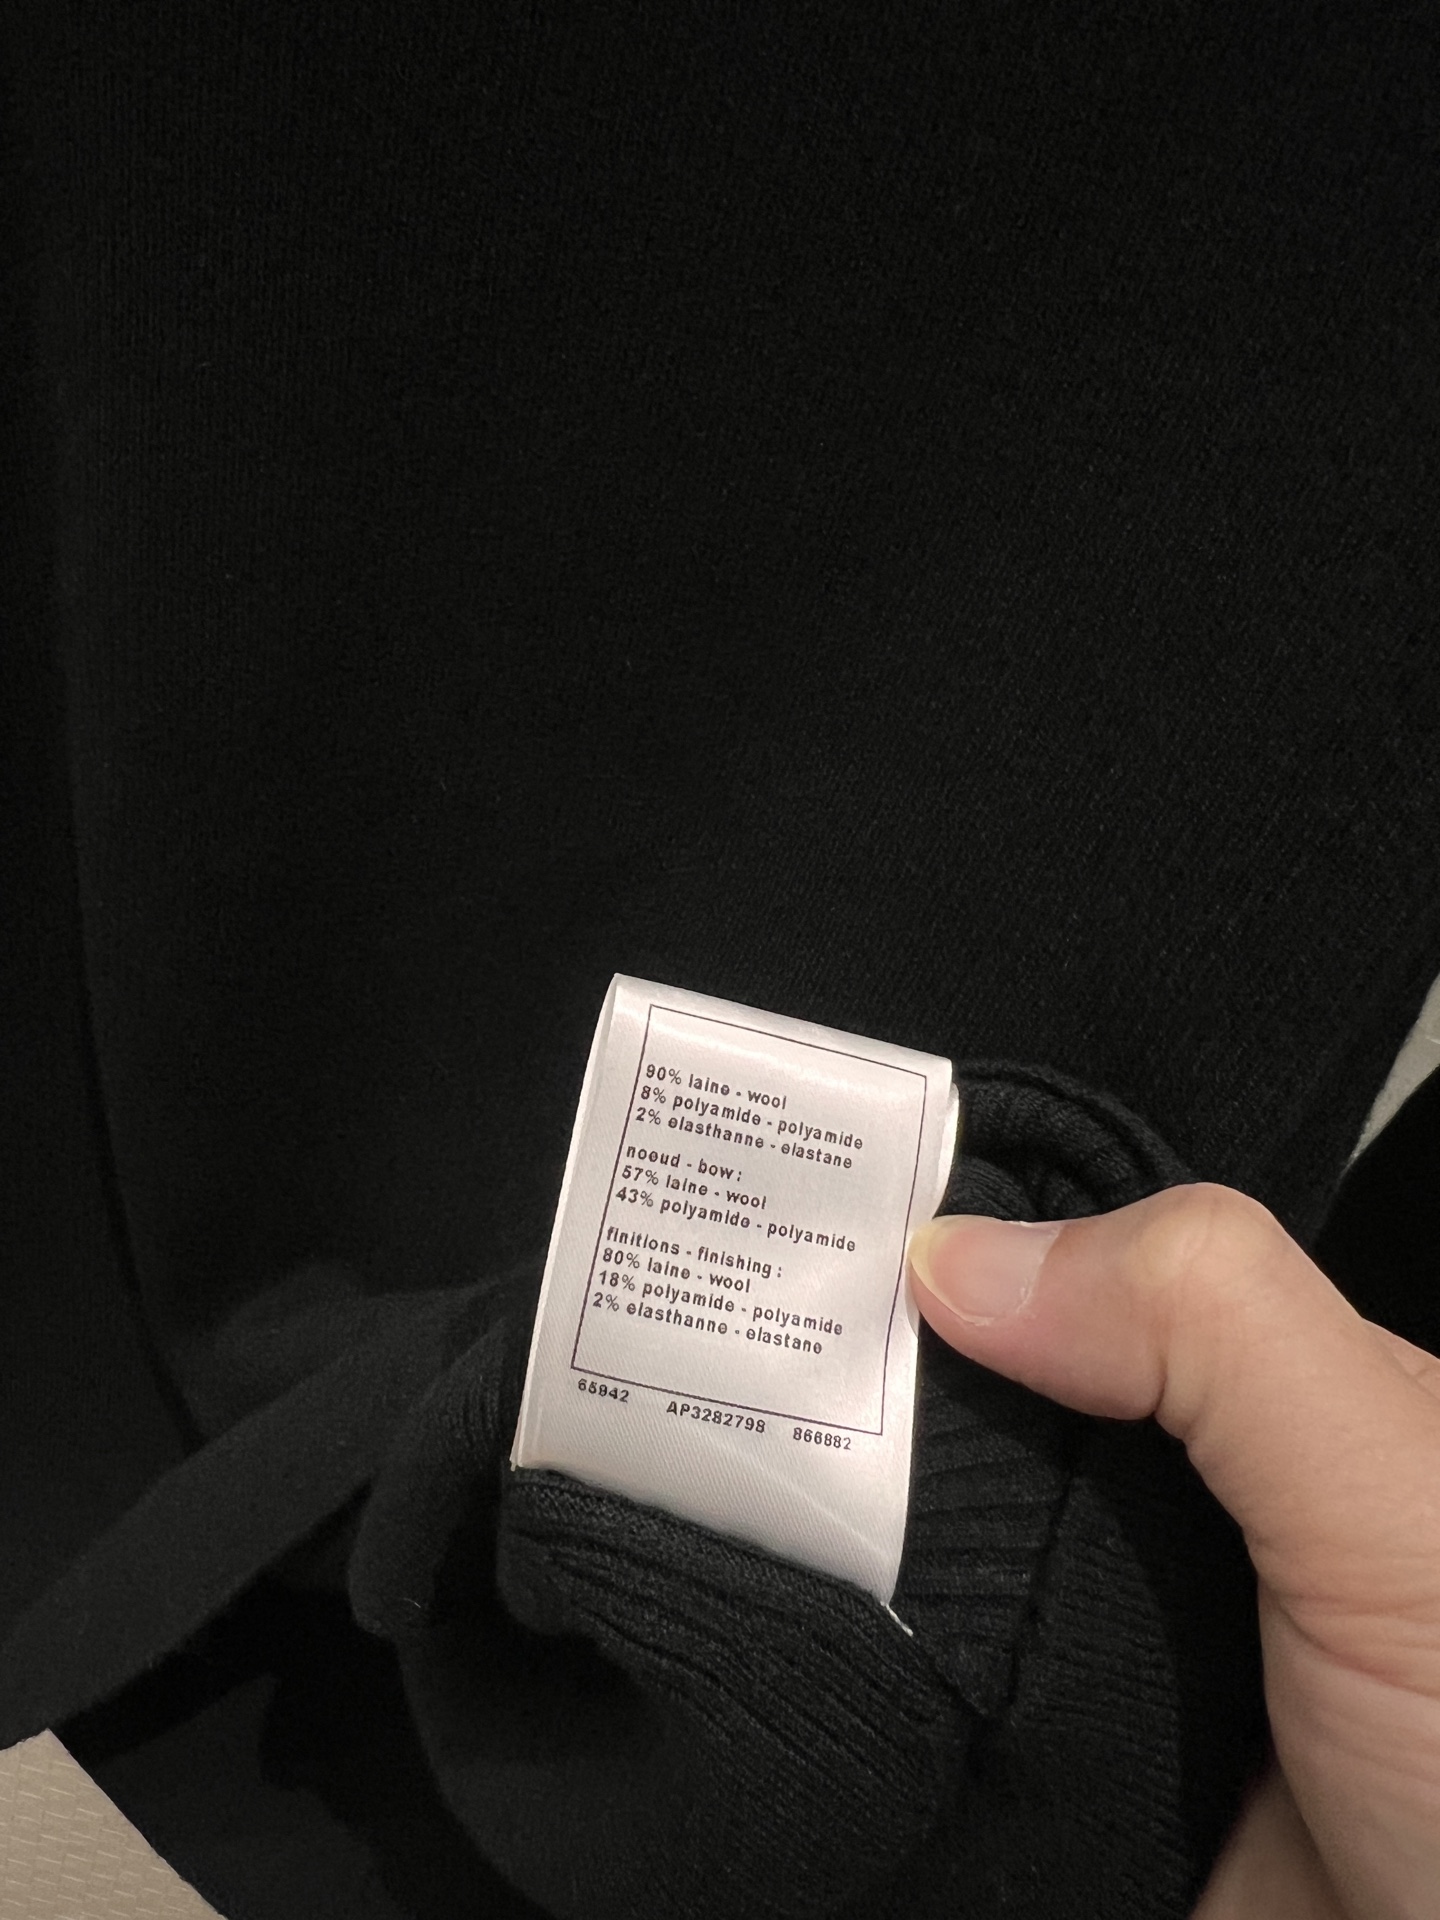 90% laine - wool
8% polyamide - polyamide
2% elasthanne - elastane
noeud - bow :
57% laine - wool
43% polyamide - polyamide
finitions - finishing :
80% laine - wool
18% polyamide - polyamide
2% elasthanne - elastane
65942 AP3282798 866882